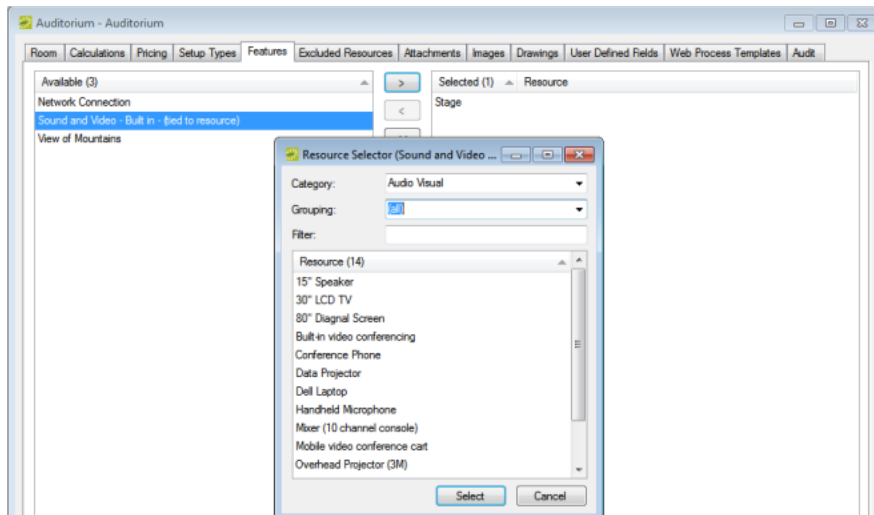 Auditorium - Auditorium
Room Calculations Pricing Setup Types Features Excluded Resources Attachments Images Drawings User Defined Fields Web Process Templates Audit
Available (3)
>
Selected (1) Resource
Network Connection
<
Stage
Sound and Video - Built in - (tied to resource)
View of Mountains
Resource Selector (Sound and Video ...
Category: Audio Visual
Grouping: (all)
Filter:
Resource (14)
15" Speaker
30" LCD TV
80" Diagnal Screen
Built-in video conferencing
Conference Phone
Data Projector
Dell Laptop
Handheld Microphone
Mixer (10 channel console)
Mobile video conference cart
Overhead Projector (3M)
Select Cancel